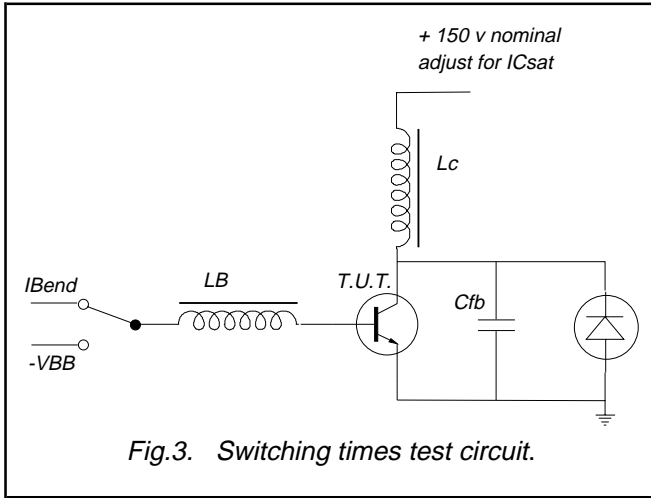 + 150 v nominal
adjust for ICsat
Lc
IBend
LB
T.U.T.
Cfb
-VBB
Fig.3. Switching times test circuit.